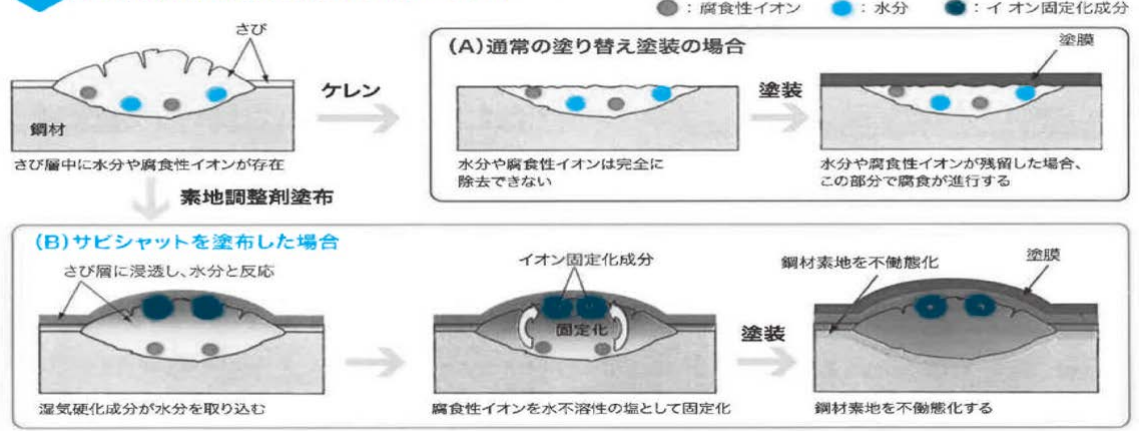 ：腐食性イオン　：水分　：イオン固定化成分
さび
鋼材
さび層中に水分や腐食性イオンが存在
ケレン
(A)通常の塗り替え塗装の場合
水分や腐食性イオンは完全に
除去できない
塗装
塗膜
水分や腐食性イオンが残留した場合、
この部分で腐食が進行する
素地調整剤塗布
(B)サビシャットを塗布した場合
さび層に浸透し、水分と反応
湿気硬化成分が水分を取り込む
イオン固定化成分
固定化
腐食性イオンを水不溶性の塩として固定化
塗装
鋼材素地を不働態化
塗膜
鋼材素地を不働態化する